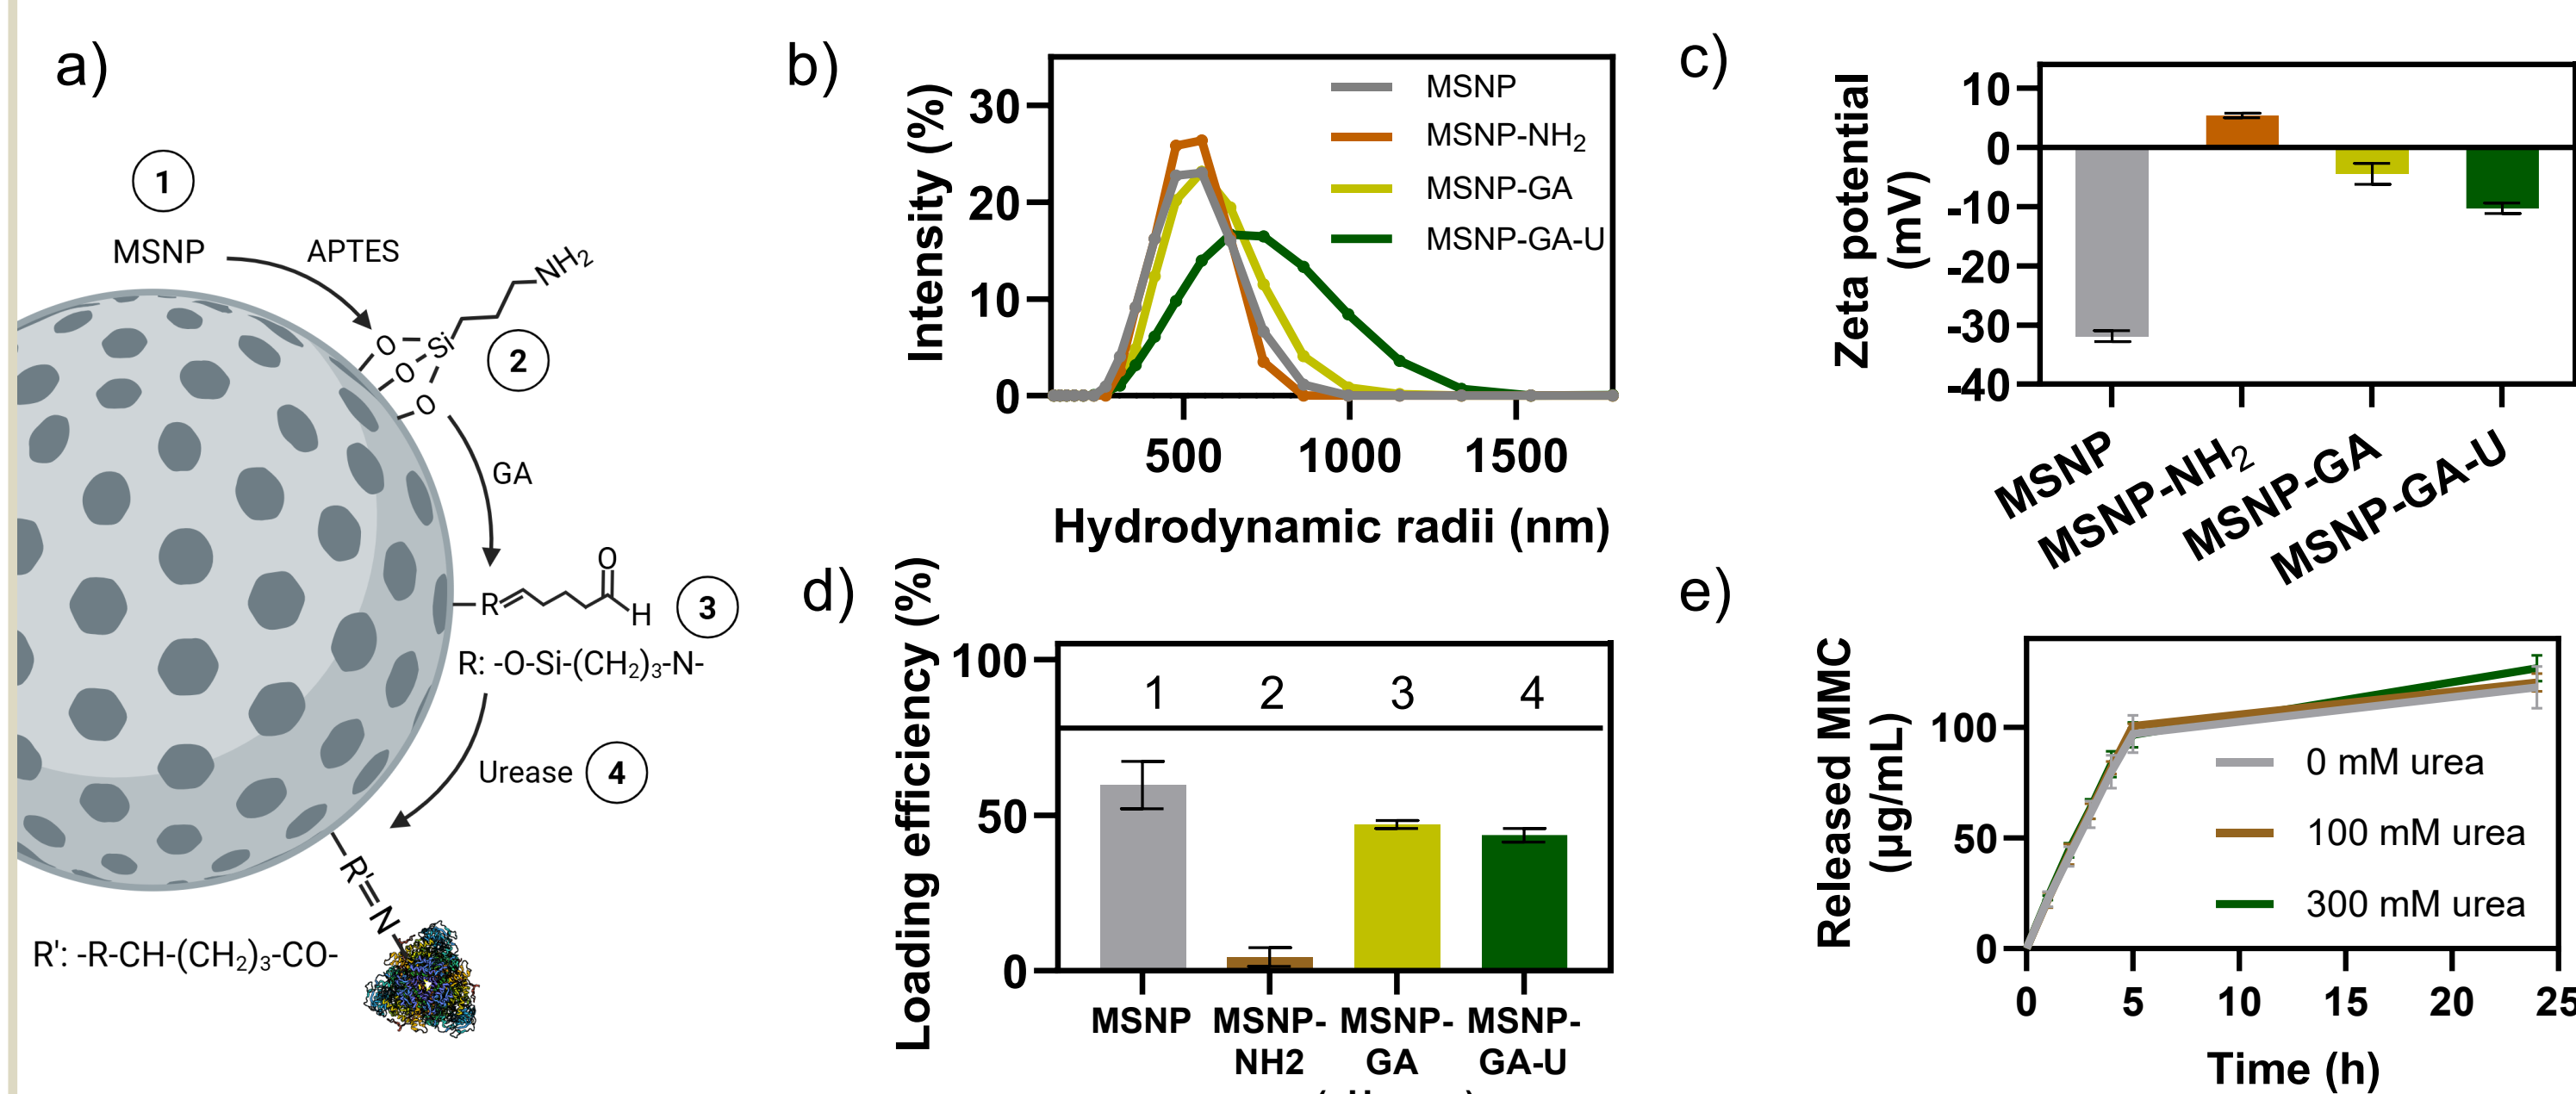 a)
1
MSNP
APTES
NH2
O
Si
O
O
2
GA
O
R
H
3
R: -O-Si-(CH2)3-N-
Urease
4
R'
N
R': -R-CH-(CH2)3-CO-
b)
Intensity (%)
30
20
10
0
MSNP
MSNP-NH2
MSNP-GA
MSNP-GA-U
500 1000 1500
Hydrodynamic radii (nm)
c)
Zeta potential
(mV)
10
0
-10
-20
-30
-40
MSNP
MSNP-NH2
MSNP-GA
MSNP-GA-U
d)
Loading efficiency (%)
100
50
0
1 2 3 4
MSNP MSNP- MSNP- MSNP-
NH2 GA GA-U
e)
Released MMC
(µg/mL)
100
50
0
0 mM urea
100 mM urea
300 mM urea
0 5 10 15 20 25
Time (h)